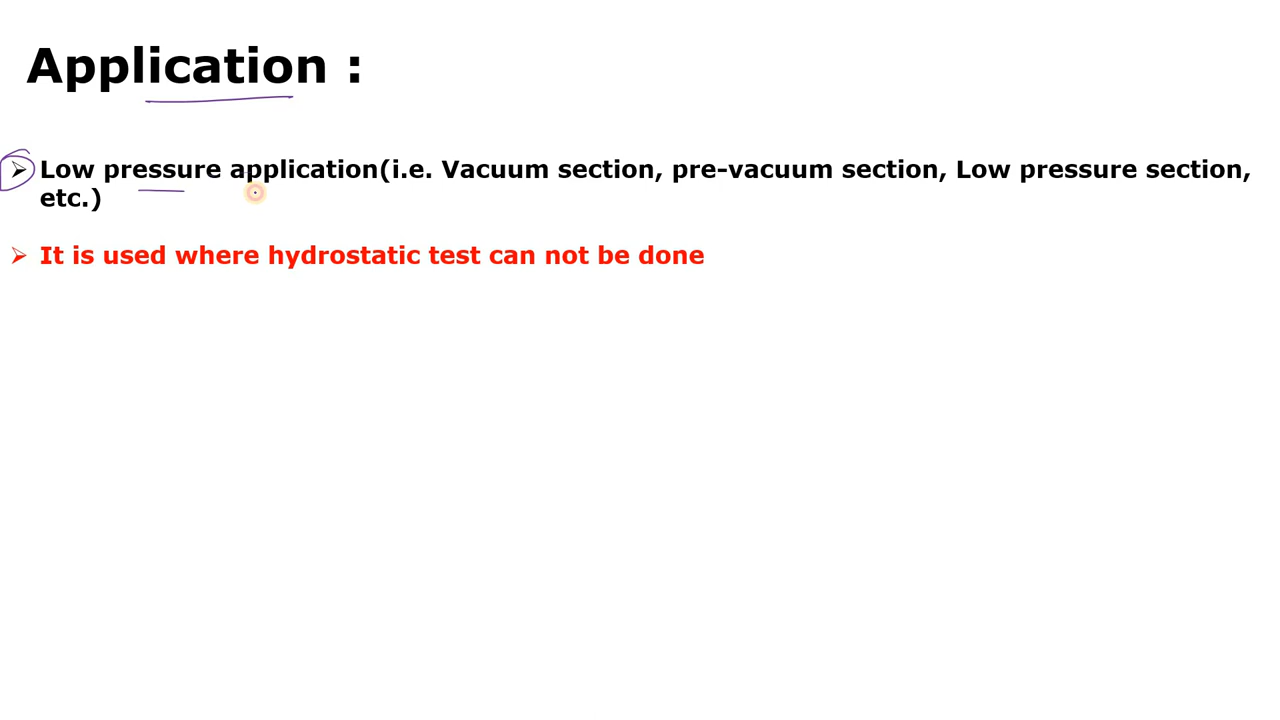 Application :
➢ Low pressure application(i.e. Vacuum section, pre-vacuum section, Low pressure section,
etc.)
➢ It is used where hydrostatic test can not be done